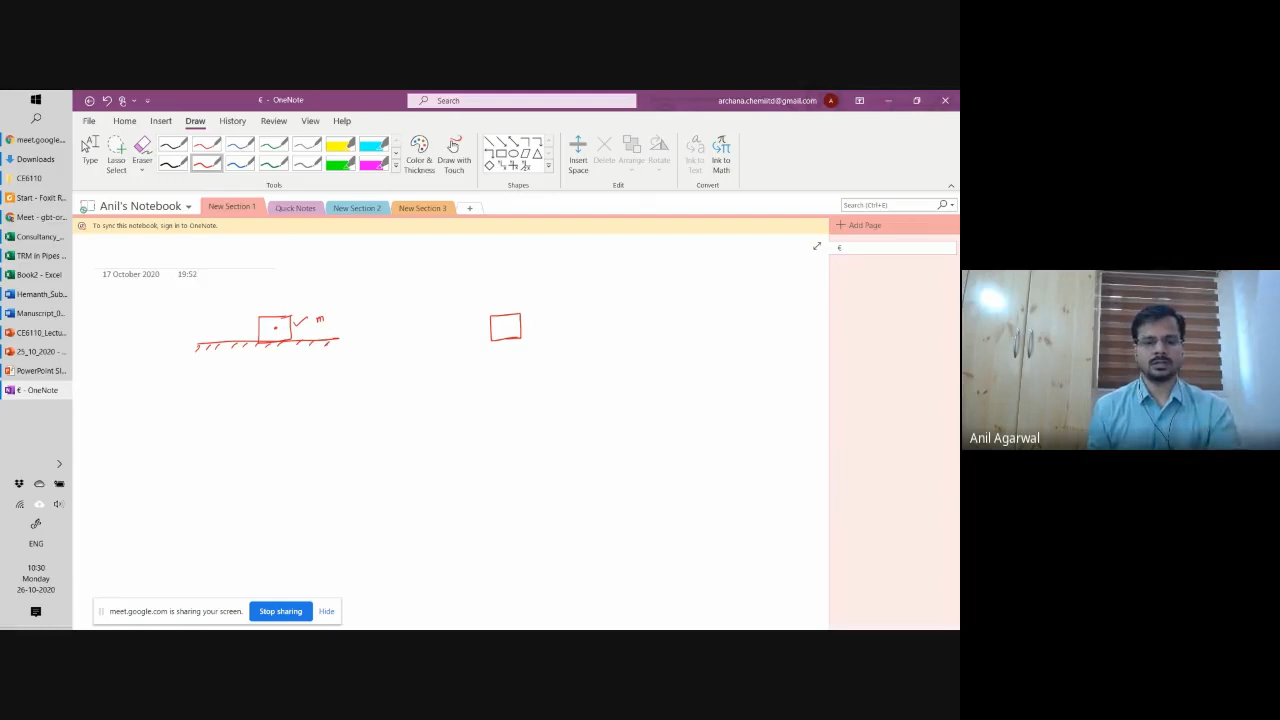 € - OneNote
Search
archana.chemiitd@gmail.com
A
File
Home
Insert
Draw
History
Review
View
Help
Type
Lasso Select
Eraser
Color & Thickness
Draw with Touch
Insert Space
Delete
Arrange
Rotate
Ink to Text
Ink to Math
Tools
Shapes
Edit
Convert
Anil's Notebook
New Section 1
Quick Notes
New Section 2
New Section 3
+
Search (Ctrl+E)
To sync this notebook, sign in to OneNote.
Add Page
€
17 October 2020 19:52
m
meet.google...
Downloads
CE6110
Start - Foxit R...
Meet - gbt-or...
Consultancy_...
TRM in Pipes ...
Book2 - Excel
Hemanth_Sub...
Manuscript_0...
CE6110_Lectu...
25_10_2020 - ...
PowerPoint Sl...
€ - OneNote
ENG
10:30
Monday
26-10-2020
meet.google.com is sharing your screen.
Stop sharing
Hide
Anil Agarwal